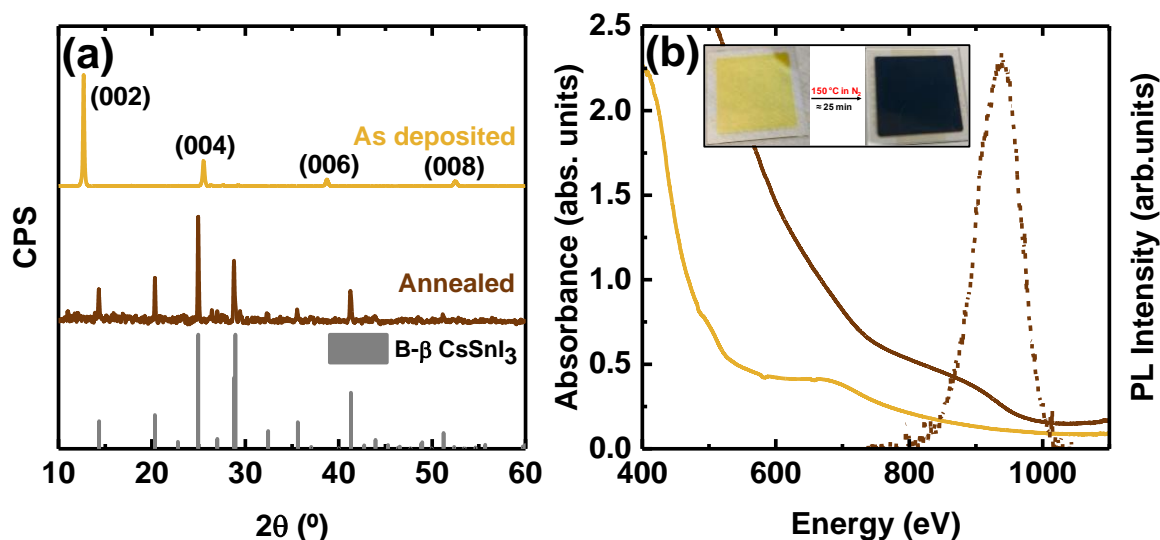 (a)
(002)
(004)
(006)
(008)
As deposited
Annealed
B-β CsSnI3
CPS
10 20 30 40 50 60
2θ (º)
(b)
150 °C in N2
≈ 25 min
2.5
2.0
1.5
1.0
0.5
0.0
Absorbance (abs. units)
PL Intensity (arb.units)
400 600 800 1000
Energy (eV)